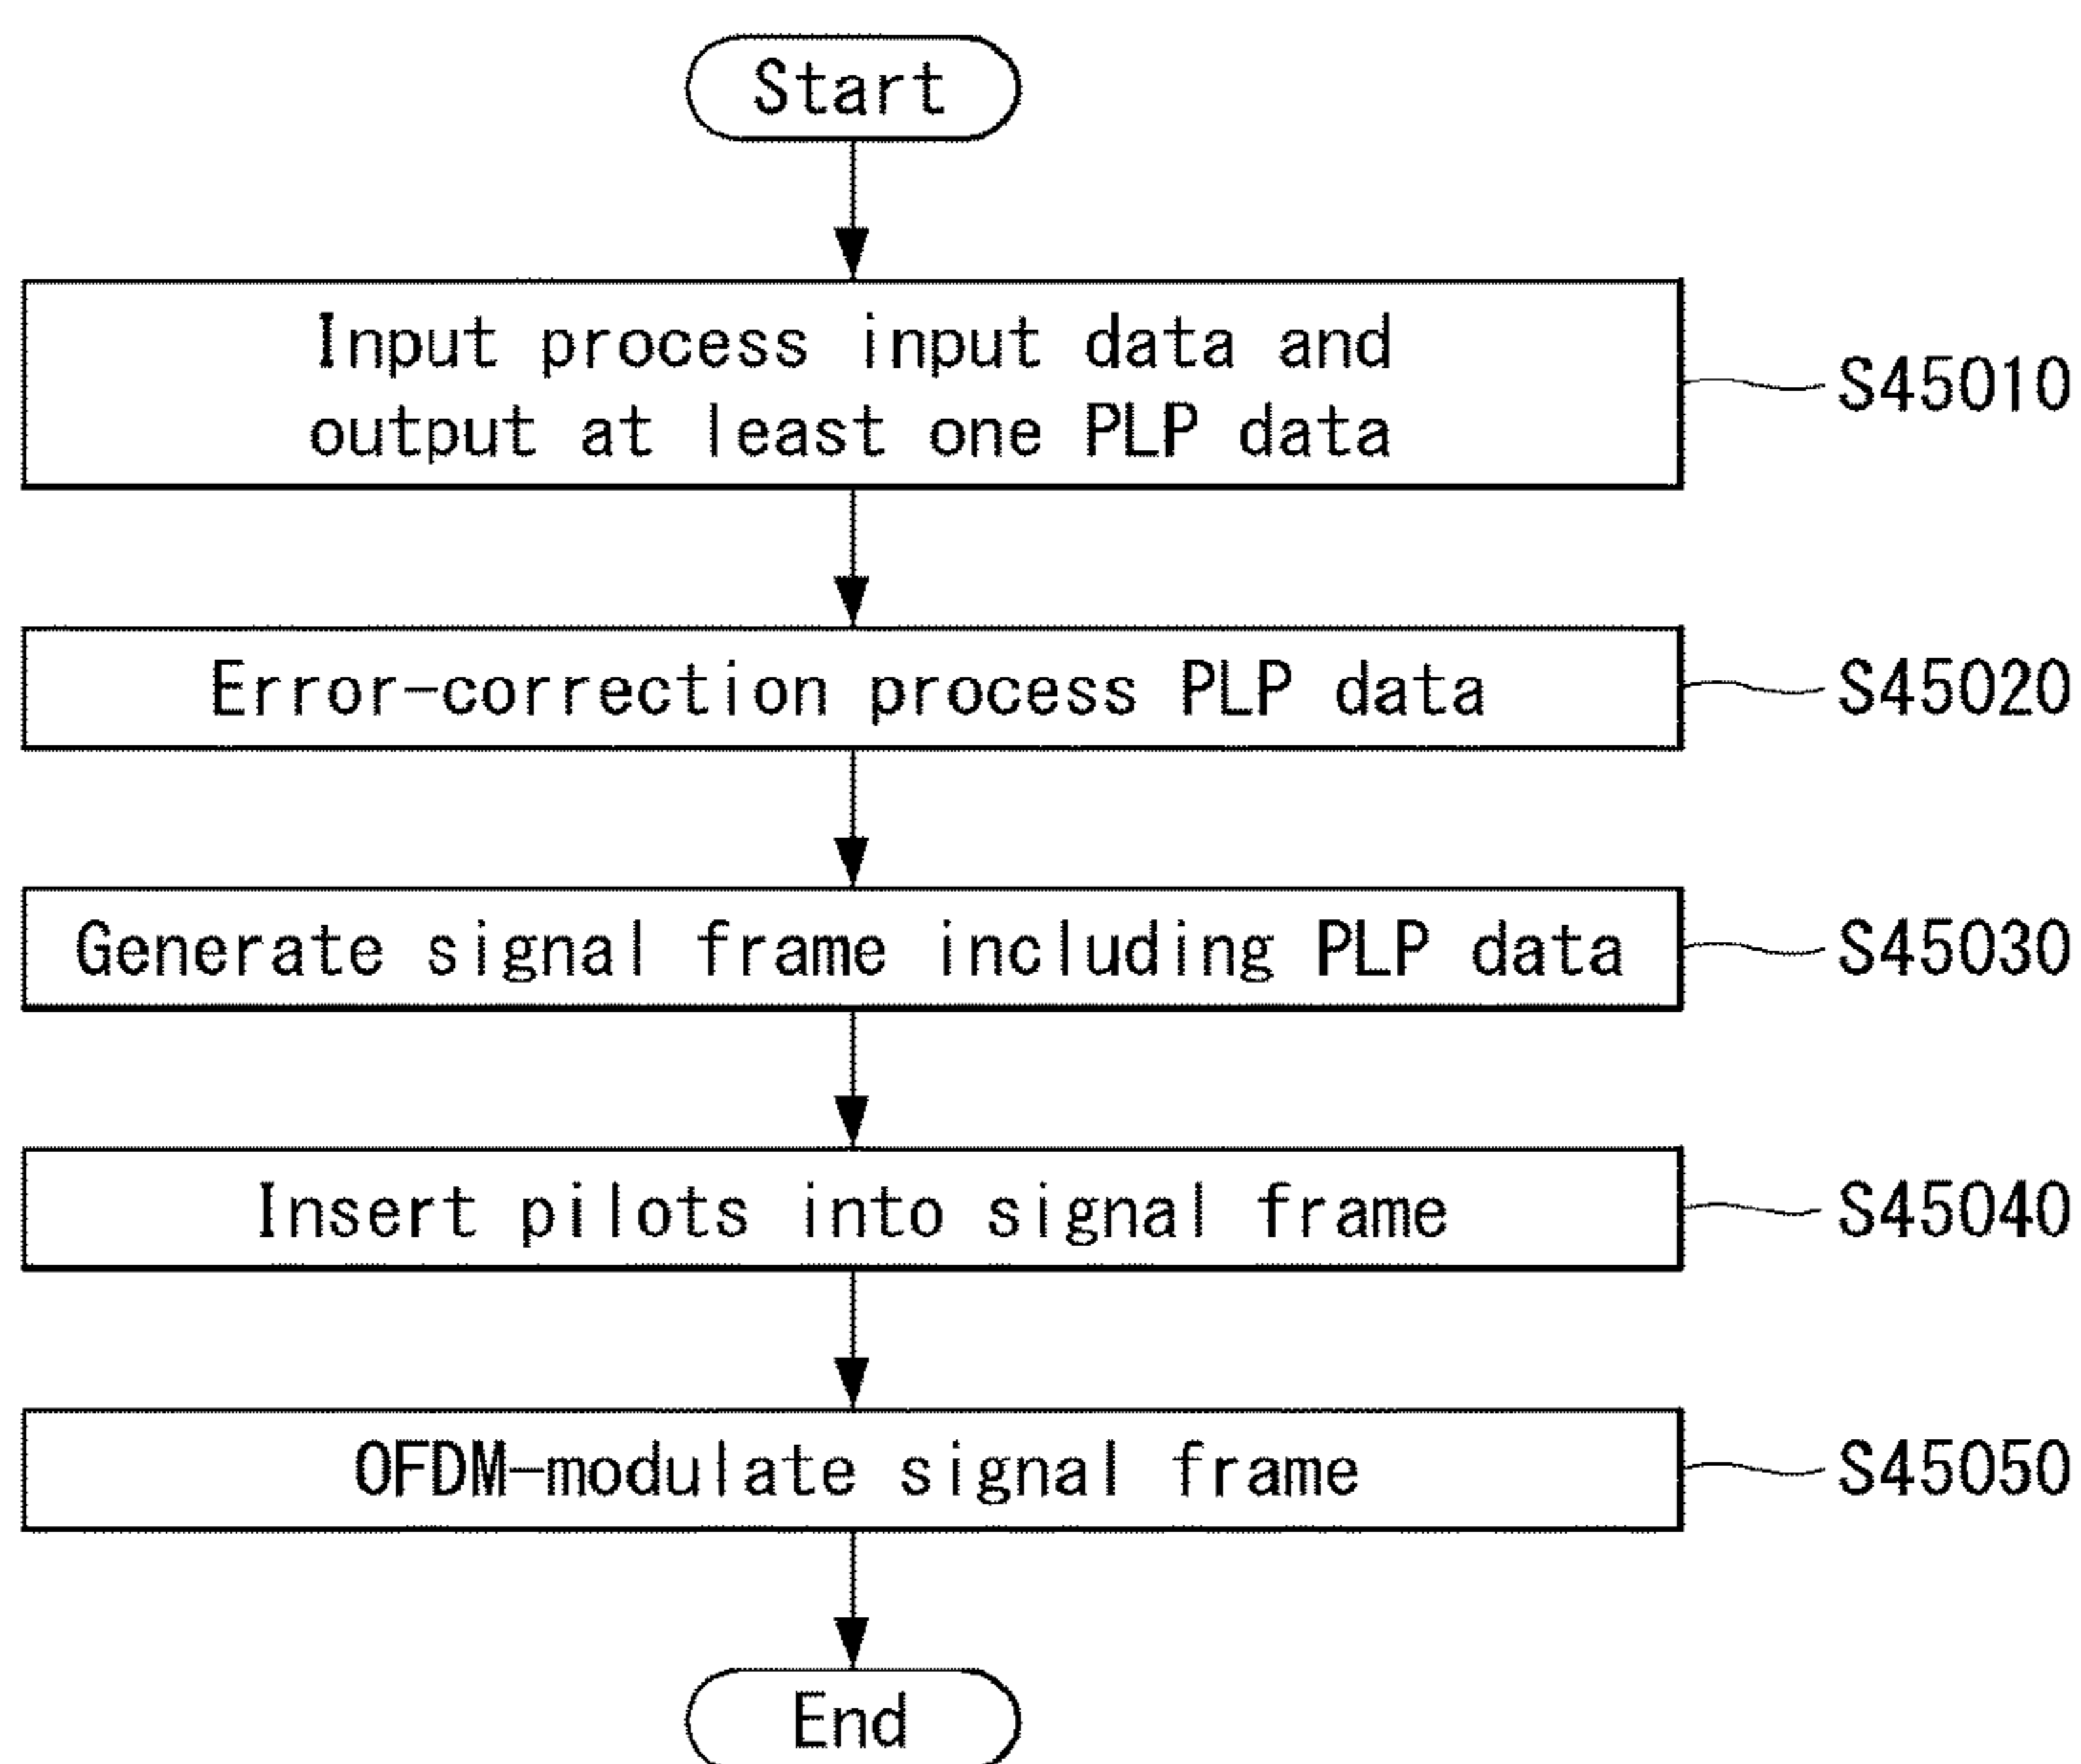 Start
Input process input data and
output at least one PLP data
S45010
Error-correction process PLP data
S45020
Generate signal frame including PLP data
S45030
Insert pilots into signal frame
S45040
OFDM-modulate signal frame
S45050
End